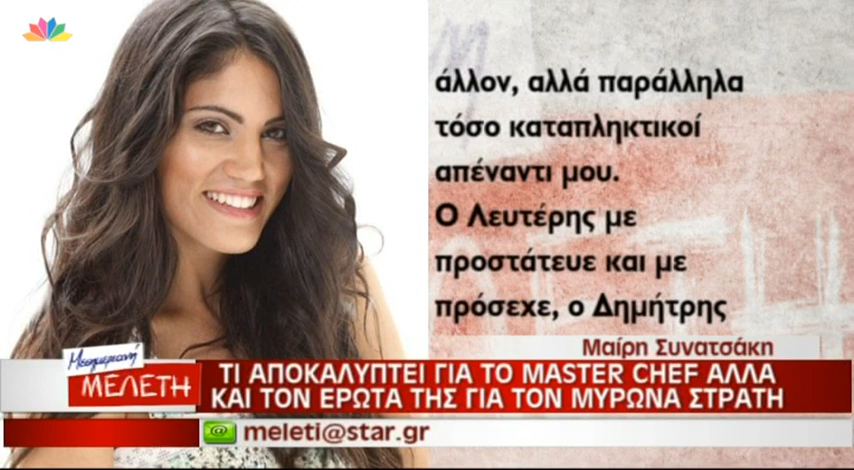 άλλον, αλλά παράλληλα
τόσο καταπληκτικοί
απέναντι μου.
Ο Λευτέρης με
προστάτευε και με
πρόσεχε, ο Δημήτρης
Μαίρη Συνατσάκη
Μεσημεριανή
ΜΕΛΕΤΗ
ΤΙ ΑΠΟΚΑΛΥΠΤΕΙ ΓΙΑ ΤΟ MASTER CHEF ΑΛΛΑ
ΚΑΙ ΤΟΝ ΕΡΩΤΑ ΤΗΣ ΓΙΑ ΤΟΝ ΜΥΡΩΝΑ ΣΤΡΑΤΗ
@ meleti@star.gr